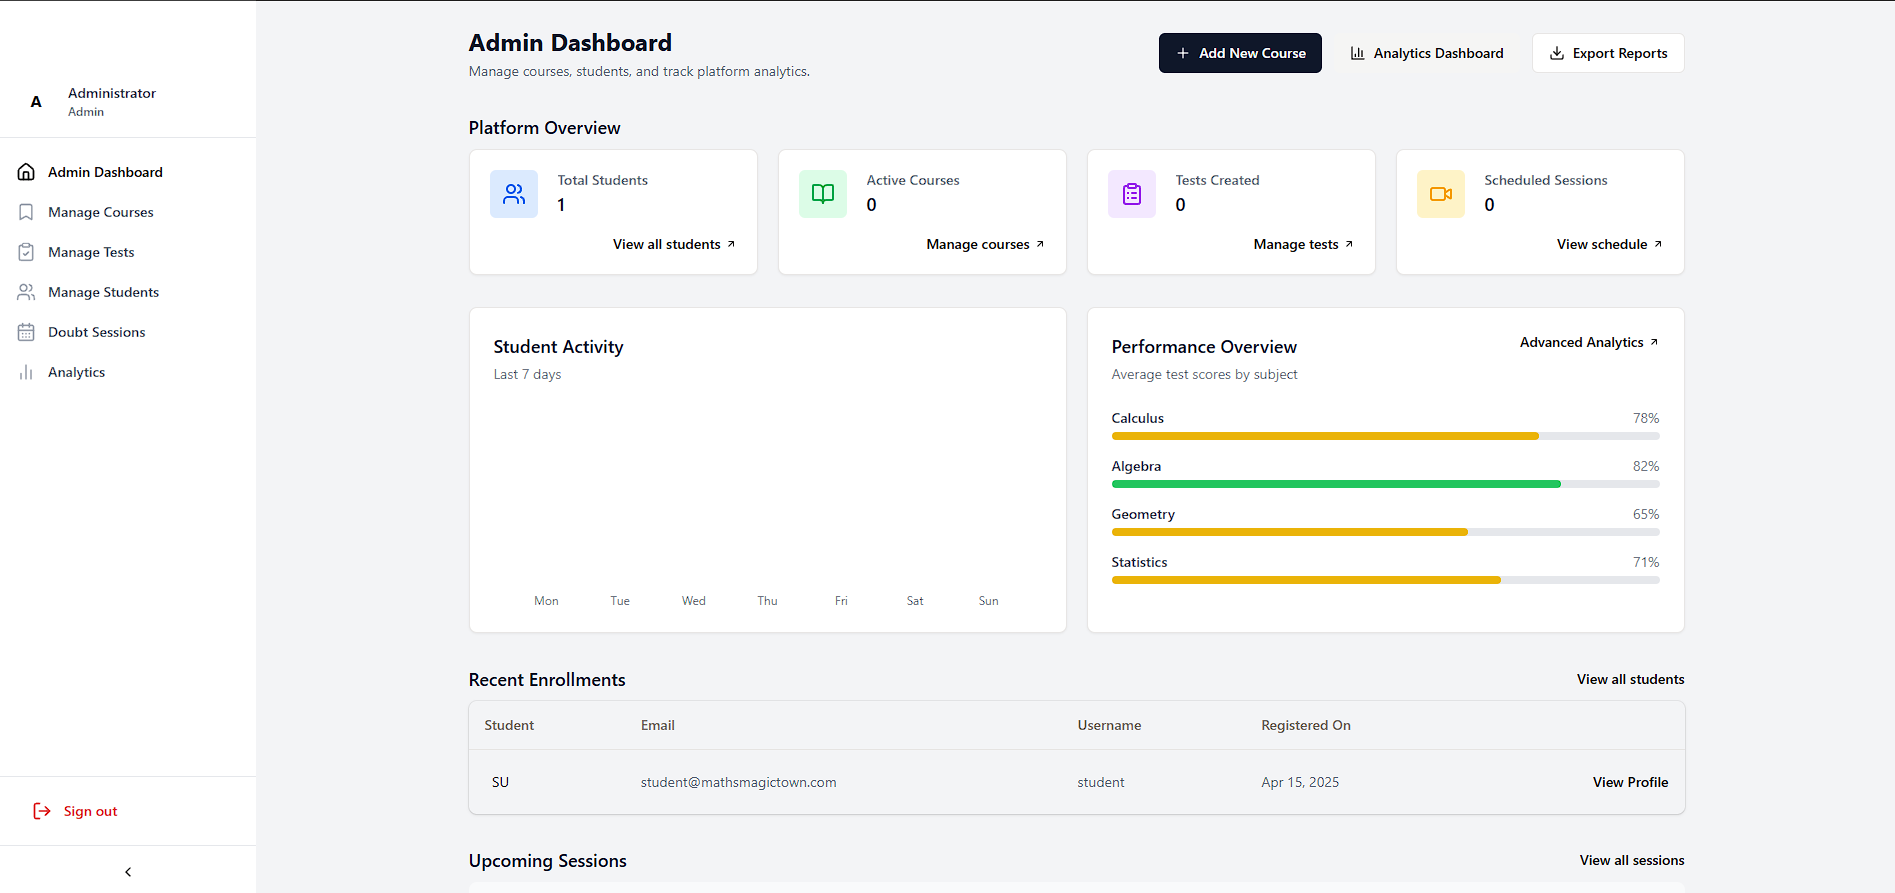 A
Administrator
Admin
Admin Dashboard
Manage Courses
Manage Tests
Manage Students
Doubt Sessions
Analytics
Sign out
Admin Dashboard
Manage courses, students, and track platform analytics.
Add New Course
Analytics Dashboard
Export Reports
Platform Overview
Total Students
1
View all students
Active Courses
0
Manage courses
Tests Created
0
Manage tests
Scheduled Sessions
0
View schedule
Student Activity
Last 7 days
Mon Tue Wed Thu Fri Sat Sun
Performance Overview
Advanced Analytics
Average test scores by subject
Calculus 78%
Algebra 82%
Geometry 65%
Statistics 71%
Recent Enrollments
View all students
Student Email Username Registered On
SU student@mathsmagictown.com student Apr 15, 2025 View Profile
Upcoming Sessions
View all sessions